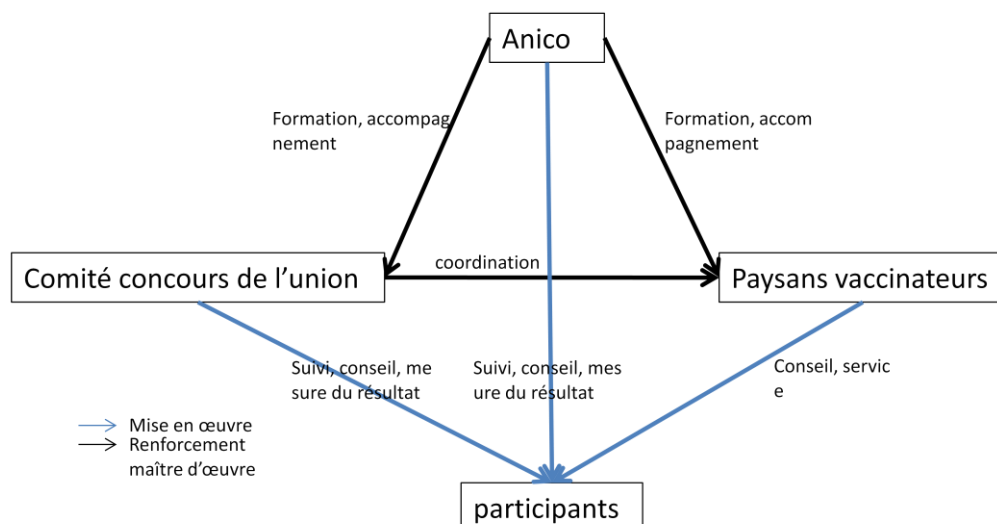 Anico
Formation, accompag
nement
Formation, accom
pagnement
coordination
Comité concours de l’union
Paysans vaccinateurs
Suivi, conseil, me
sure du résultat
Suivi, conseil, mes
ure du résultat
Conseil, servic
e
Mise en œuvre
Renforcement
maître d’œuvre
participants